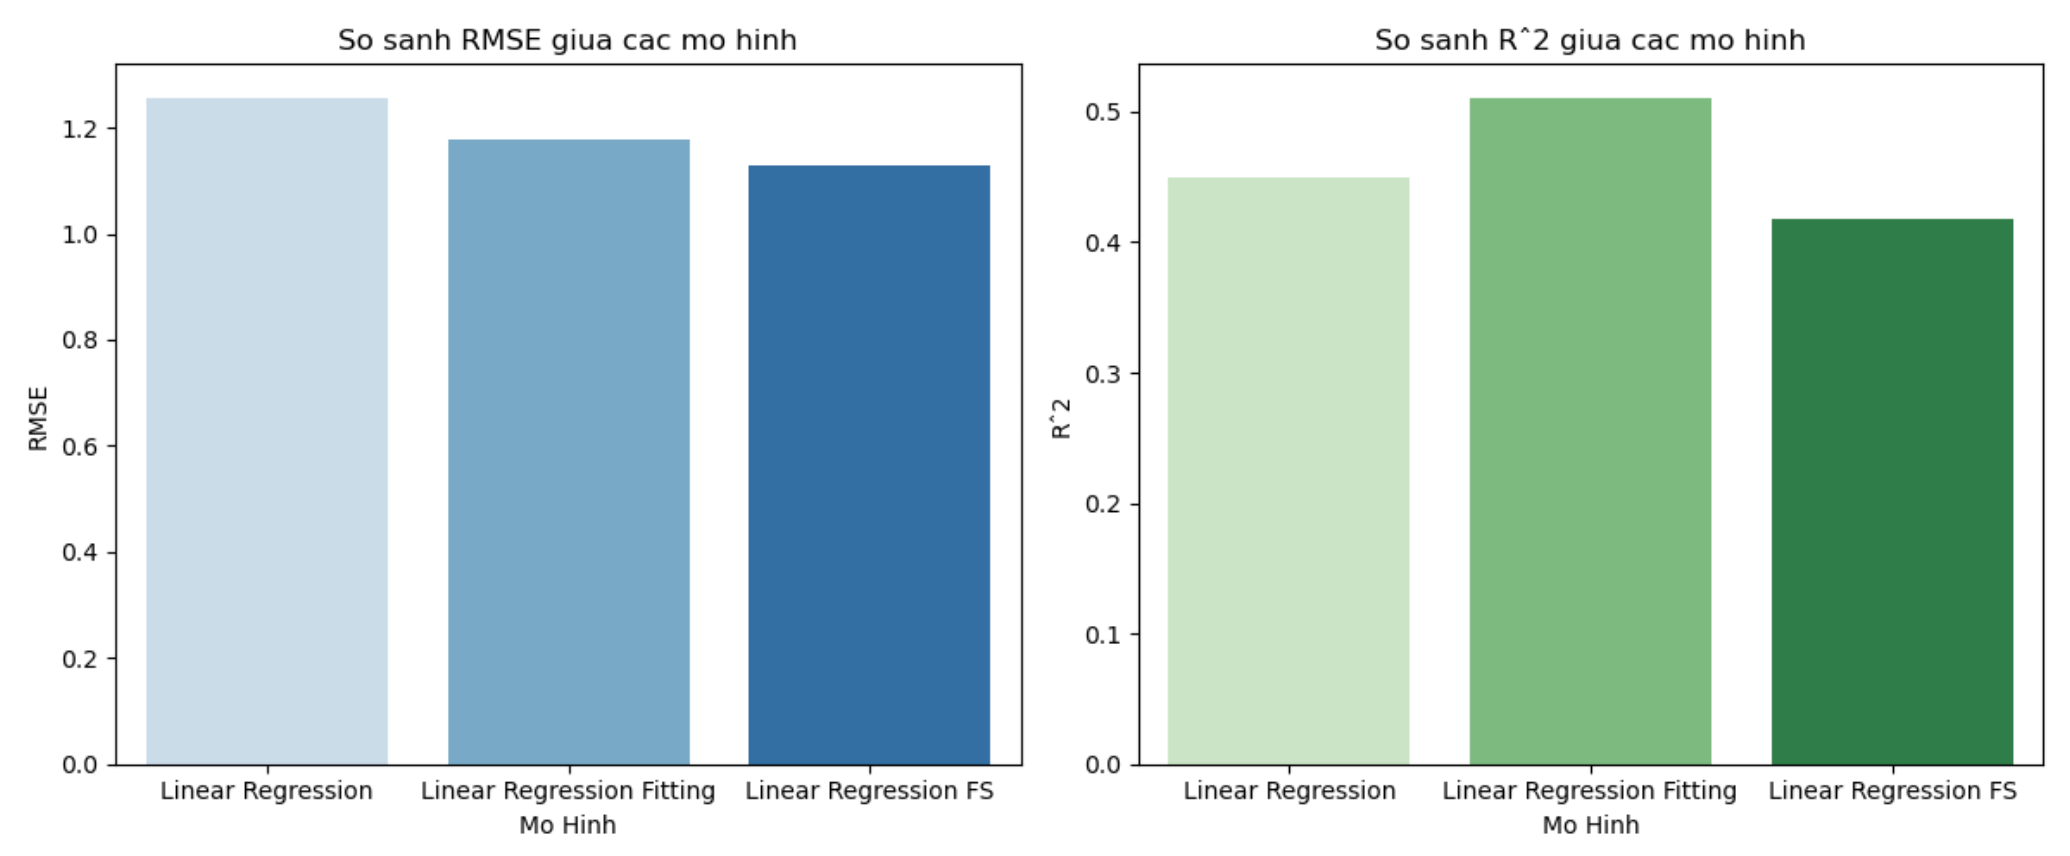 So sanh RMSE giua cac mo hinh
RMSE
1.2
1.0
0.8
0.6
0.4
0.2
0.0
Linear Regression
Linear Regression Fitting
Linear Regression FS
Mo Hinh
So sanh R^2 giua cac mo hinh
R^2
0.5
0.4
0.3
0.2
0.1
0.0
Linear Regression
Linear Regression Fitting
Linear Regression FS
Mo Hinh